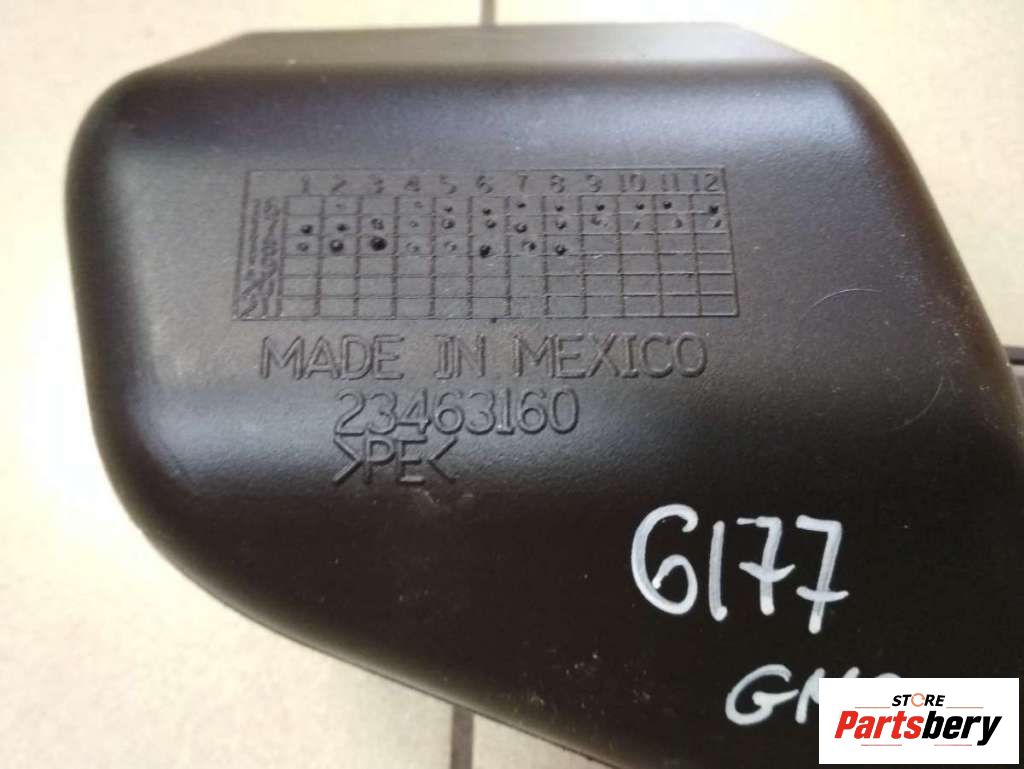 1 2 3 4 5 6 7 8 9 10 11 12
MADE IN MEXICO
23463160
>PE<
6177
STORE
Partsbery